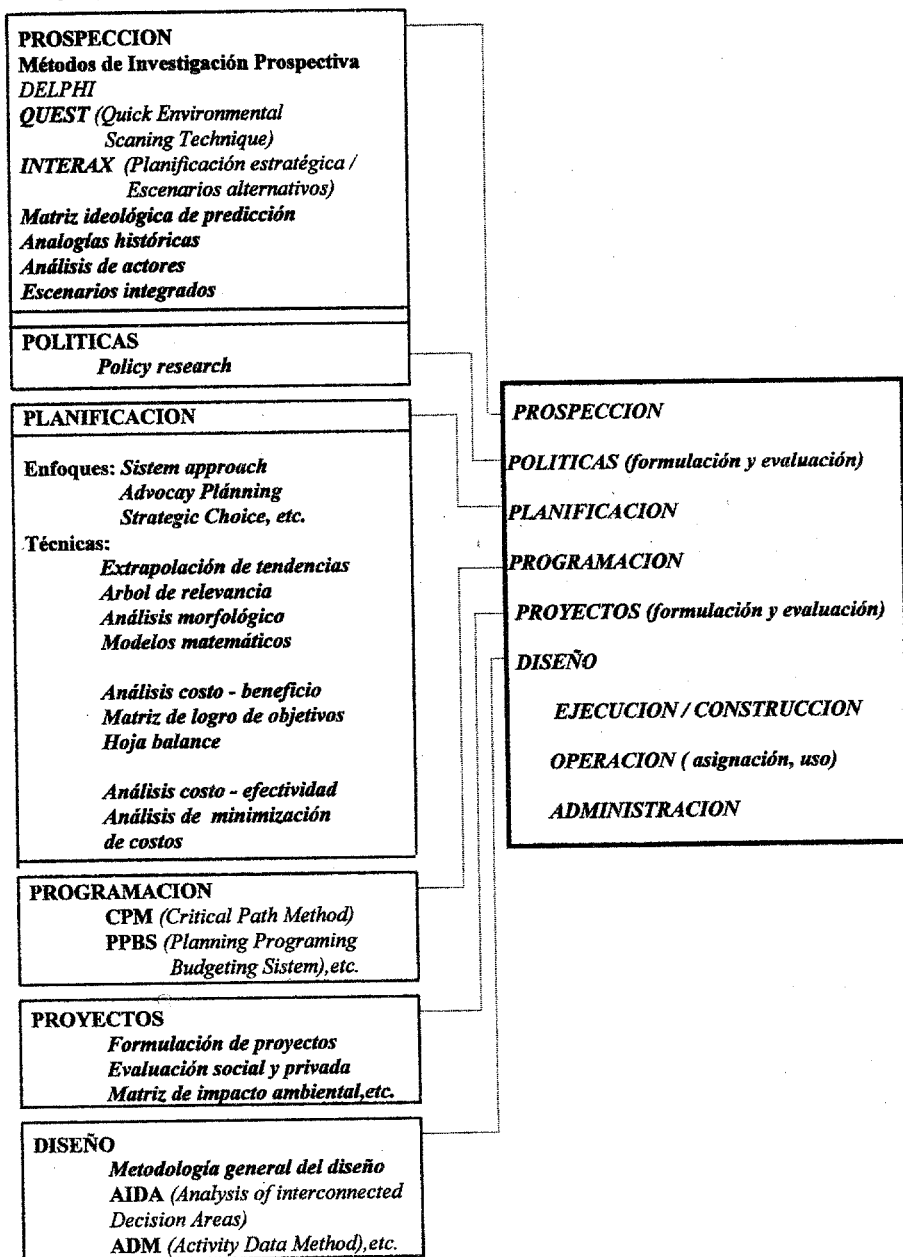 PROSPECCION
Métodos de Investigación Prospectiva
DELPHI
QUEST (Quick Environmental
Scaning Technique)
INTERAX (Planificación estratégica /
Escenarios alternativos)
Matriz ideológica de predicción
Analogías históricas
Análisis de actores
Escenarios integrados
POLITICAS
Policy research
PLANIFICACION
Enfoques: Sistem approach
Advocay Plánning
Strategic Choice, etc.
Técnicas:
Extrapolación de tendencias
Arbol de relevancia
Análisis morfológico
Modelos matemáticos
Análisis costo - beneficio
Matriz de logro de objetivos
Hoja balance
Análisis costo - efectividad
Análisis de minimización
de costos
PROGRAMACION
CPM (Critical Path Method)
PPBS (Planning Programing
Budgeting Sistem),etc.
PROYECTOS
Formulación de proyectos
Evaluación social y privada
Matriz de impacto ambiental,etc.
DISEÑO
Metodología general del diseño
AIDA (Analysis of interconnected
Decision Areas)
ADM (Activity Data Method),etc.
PROSPECCION
POLITICAS (formulación y evaluación)
PLANIFICACION
PROGRAMACION
PROYECTOS (formulación y evaluación)
DISEÑO
EJECUCION / CONSTRUCCION
OPERACION ( asignación, uso)
ADMINISTRACION